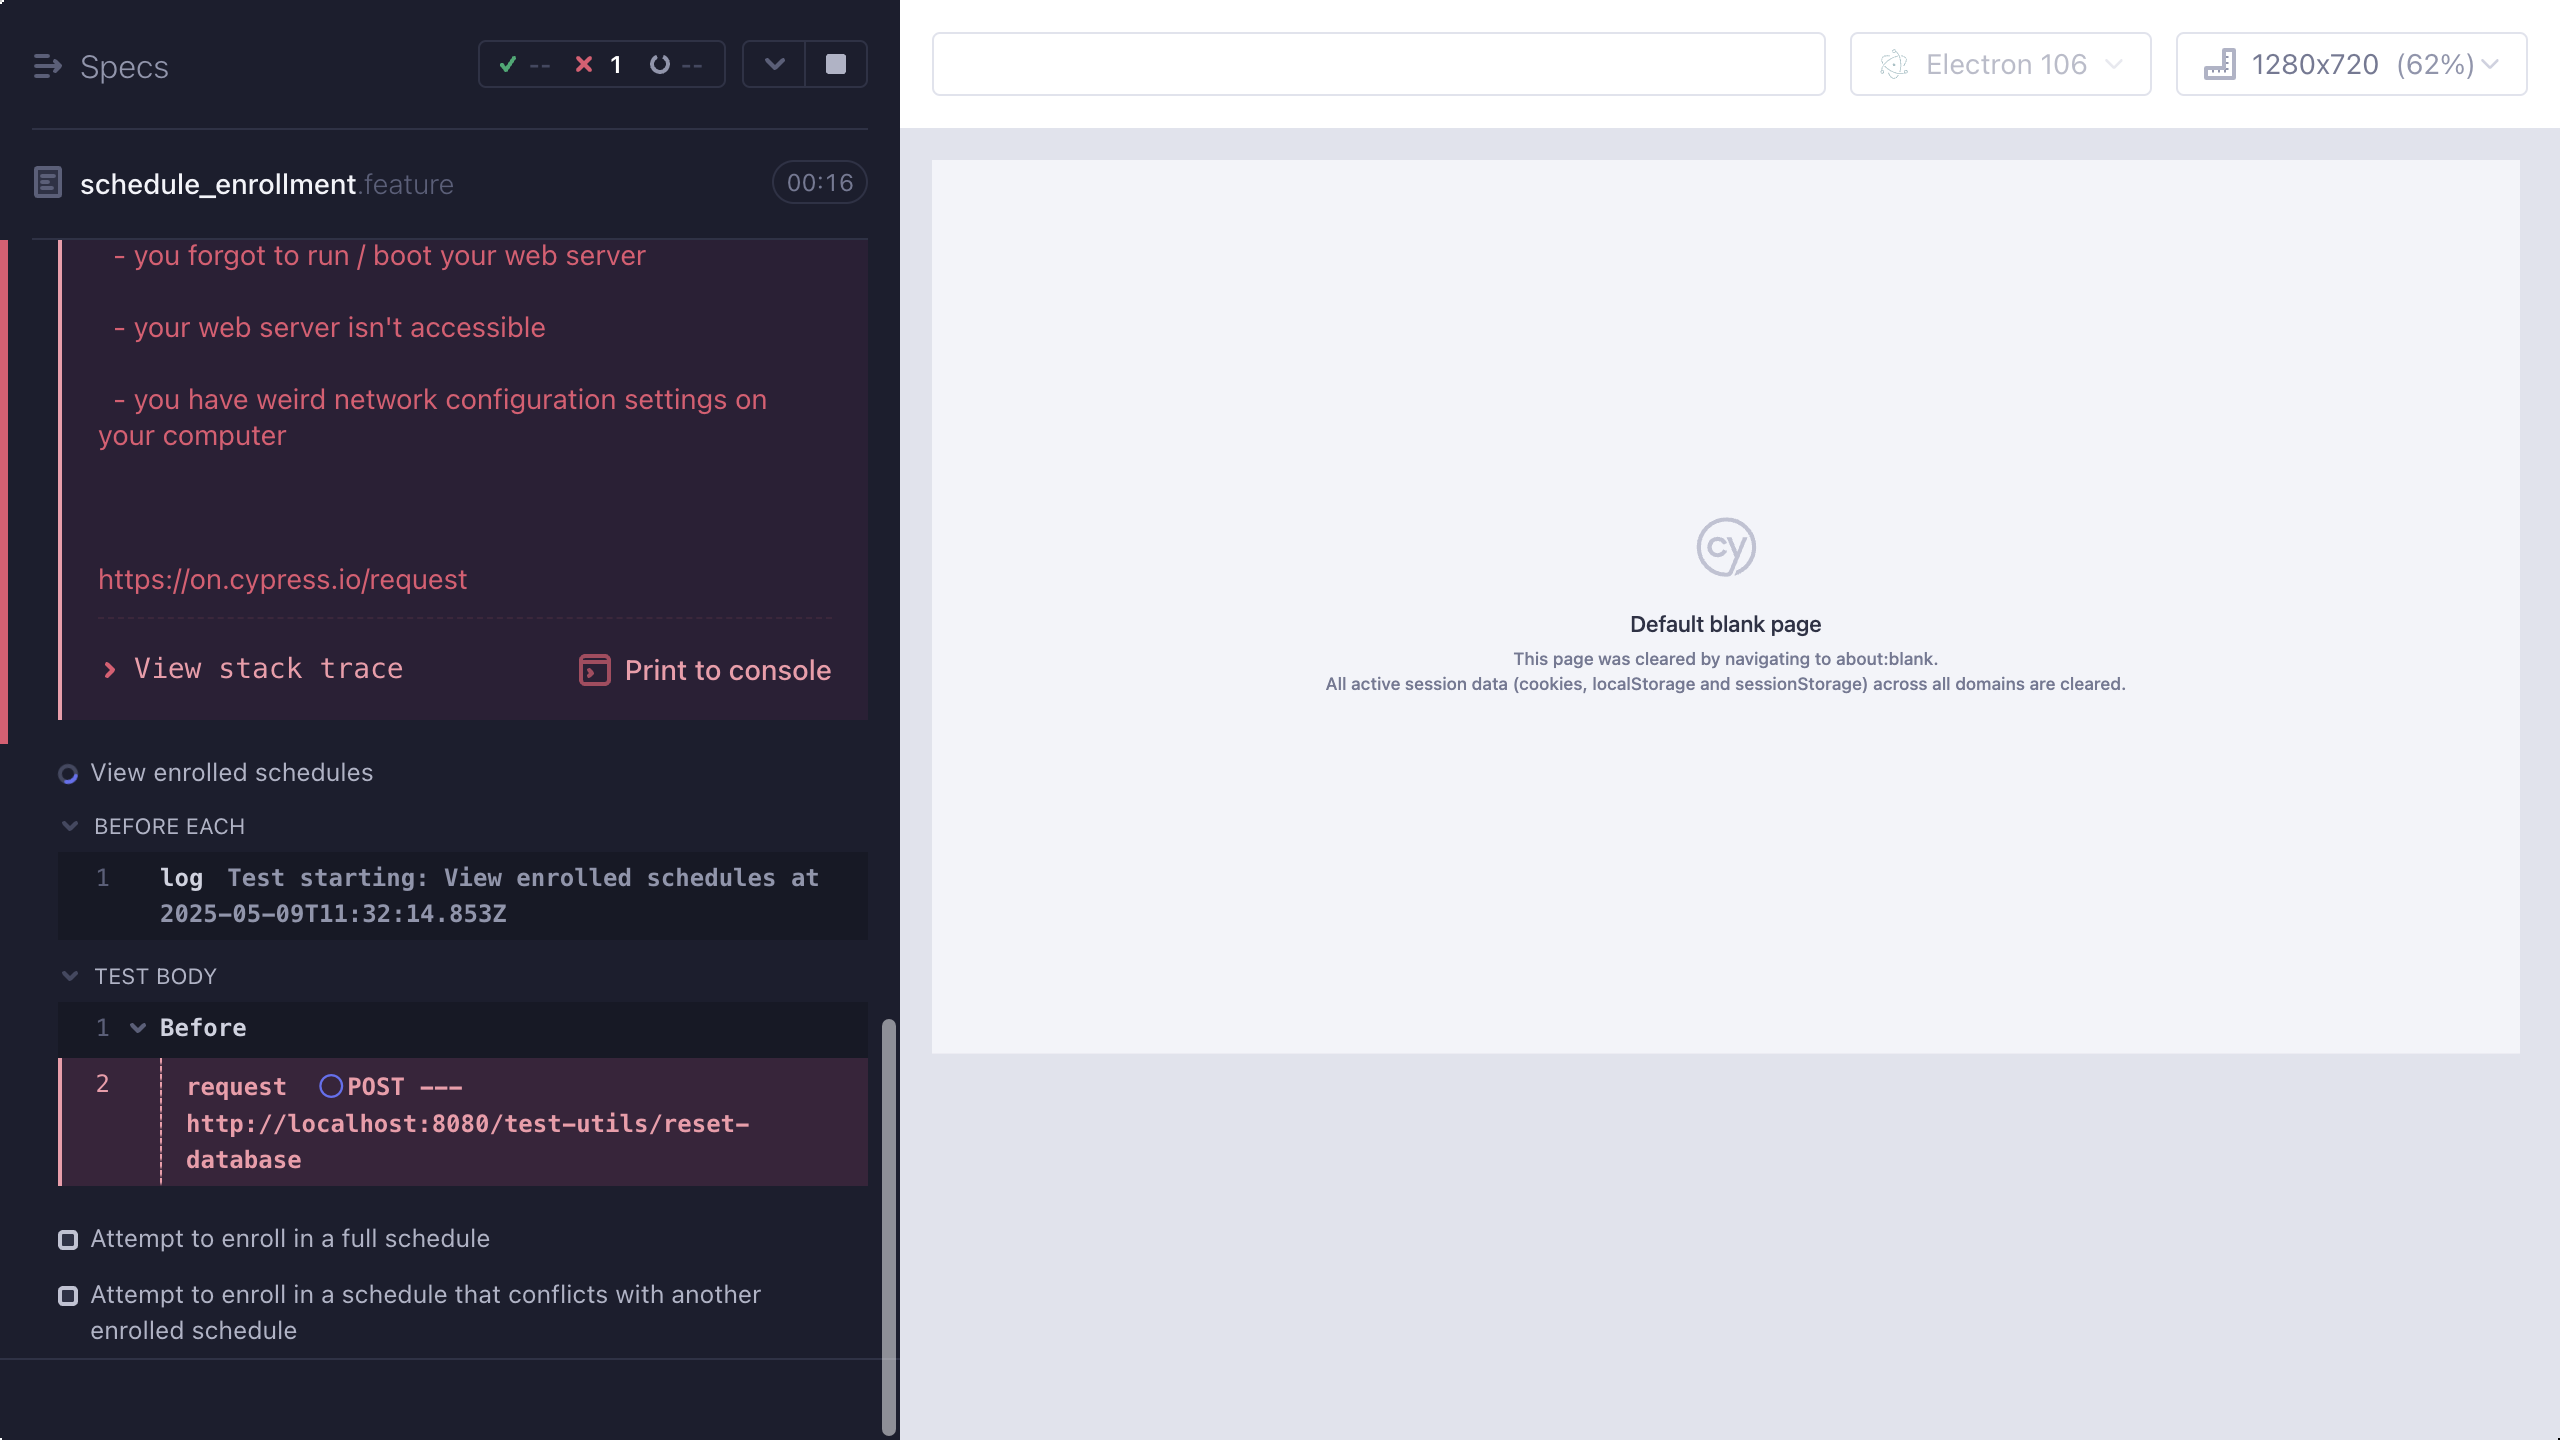 Specs
-- 1 --
schedule_enrollment.feature
00:16
- you forgot to run / boot your web server
- your web server isn't accessible
- you have weird network configuration settings on
your computer
https://on.cypress.io/request
View stack trace
Print to console
View enrolled schedules
BEFORE EACH
1 log Test starting: View enrolled schedules at
2025-05-09T11:32:14.853Z
TEST BODY
1 Before
2 request POST ---
http://localhost:8080/test-utils/reset-
database
Attempt to enroll in a full schedule
Attempt to enroll in a schedule that conflicts with another
enrolled schedule
Electron 106
1280x720 (62%)
cy
Default blank page
This page was cleared by navigating to about:blank.
All active session data (cookies, localStorage and sessionStorage) across all domains are cleared.